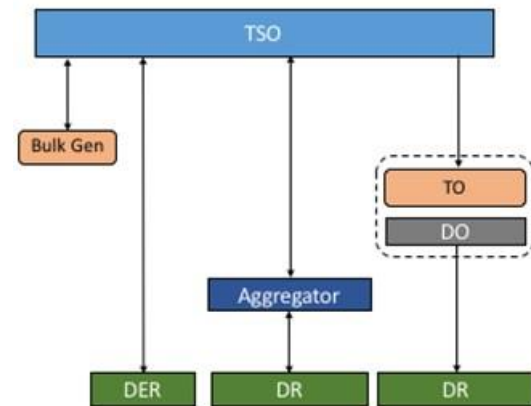 TSO
Bulk Gen
TO
DO
Aggregator
DER
DR
DR